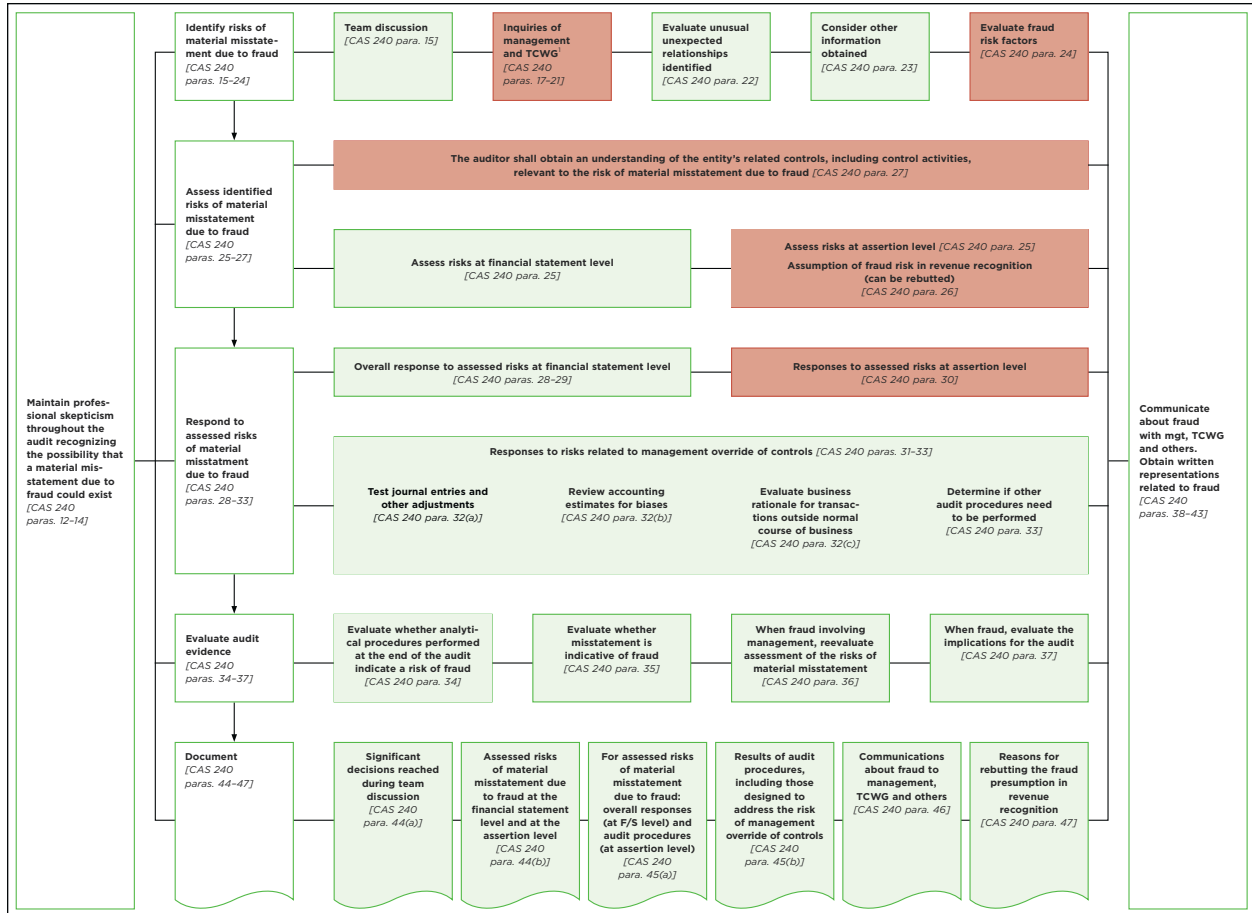 Maintain profes-
sional skepticism
throughout the
audit recognizing
the possibility that
a material mis-
statement due to
fraud could exist
[CAS 240
paras. 12–14]
Identify risks of
material misstate-
ment due to fraud
[CAS 240
paras. 15–24]
Team discussion
[CAS 240 para. 15]
Inquiries of
management
and TCWG1
[CAS 240
paras. 17–21]
Evaluate unusual
unexpected
relationships
identified
[CAS 240 para. 22]
Consider other
information
obtained
[CAS 240 para. 23]
Evaluate fraud
risk factors
[CAS 240 para. 24]
Assess identified
risks of material
misstatement
due to fraud
[CAS 240
paras. 25–27]
The auditor shall obtain an understanding of the entity's related controls, including control activities,
relevant to the risk of material misstatement due to fraud [CAS 240 para. 27]
Assess risks at financial statement level
[CAS 240 para. 25]
Assess risks at assertion level [CAS 240 para. 25]
Assumption of fraud risk in revenue recognition
(can be rebutted)
[CAS 240 para. 26]
Respond to
assessed risks
of material
misstatment
due to fraud
[CAS 240
paras. 28–33]
Overall response to assessed risks at financial statement level
[CAS 240 paras. 28–29]
Responses to assessed risks at assertion level
[CAS 240 para. 30]
Responses to risks related to management override of controls [CAS 240 paras. 31–33]
Test journal entries and
other adjustments
[CAS 240 para. 32(a)]
Review accounting
estimates for biases
[CAS 240 para. 32(b)]
Evaluate business
rationale for transac-
tions outside normal
course of business
[CAS 240 para. 32(c)]
Determine if other
audit procedures need
to be performed
[CAS 240 para. 33]
Evaluate audit
evidence
[CAS 240
paras. 34–37]
Evaluate whether analyti-
cal procedures performed
at the end of the audit
indicate a risk of fraud
[CAS 240 para. 34]
Evaluate whether
misstatement is
indicative of fraud
[CAS 240 para. 35]
When fraud involving
management, reevaluate
assessment of the risks of
material misstatement
[CAS 240 para. 36]
When fraud, evaluate the
implications for the audit
[CAS 240 para. 37]
Document
[CAS 240
paras. 44–47]
Significant
decisions reached
during team
discussion
[CAS 240
para. 44(a)]
Assessed risks
of material
misstatement due
to fraud at the
financial statement
level and at the
assertion level
[CAS 240
para. 44(b)]
For assessed risks
of material
misstatement
due to fraud:
overall responses
(at F/S level) and
audit procedures
(at assertion level)
[CAS 240
para. 45(a)]
Results of audit
procedures,
including those
designed to
address the risk
of management
override of controls
[CAS 240
para. 45(b)]
Communications
about fraud to
management,
TCWG and others
[CAS 240 para. 46]
Reasons for
rebutting the fraud
presumption in
revenue
recognition
[CAS 240 para. 47]
Communicate
about fraud
with mgt, TCWG
and others.
Obtain written
representations
related to fraud
[CAS 240
paras. 38–43]